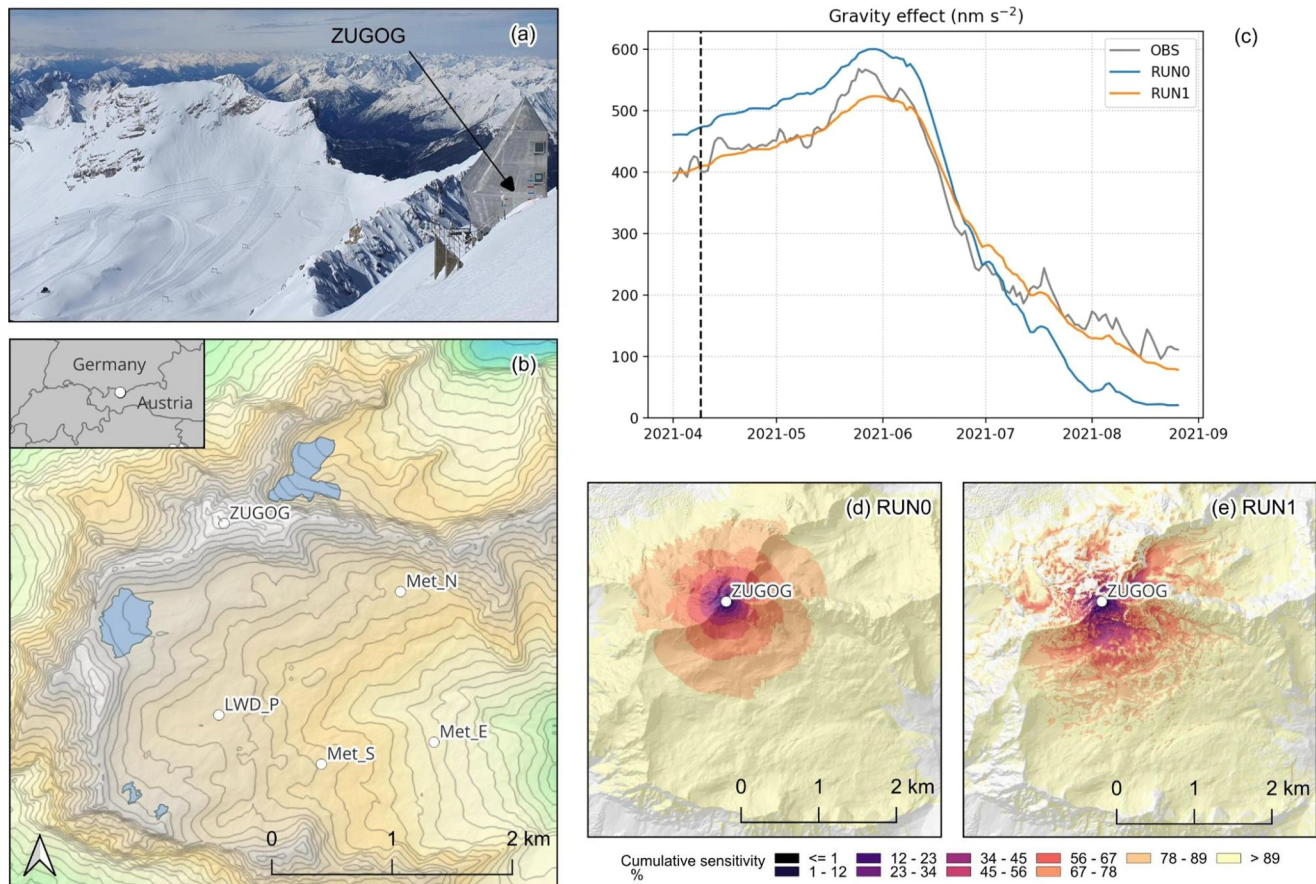 ZUGOG
(a)
(b)
Germany
Austria
ZUGOG
Met_N
LWD_P
Met_E
Met_S
0 1 2 km
Gravity effect (nm s⁻²)
(c)
OBS
RUN0
RUN1
600
500
400
300
200
100
0
2021-04 2021-05 2021-06 2021-07 2021-08 2021-09
(d) RUN0
ZUGOG
0 1 2 km
(e) RUN1
ZUGOG
0 1 2 km
Cumulative sensitivity
%
<= 1 12 - 23 34 - 45 56 - 67 78 - 89 > 89
1 - 12 23 - 34 45 - 56 67 - 78